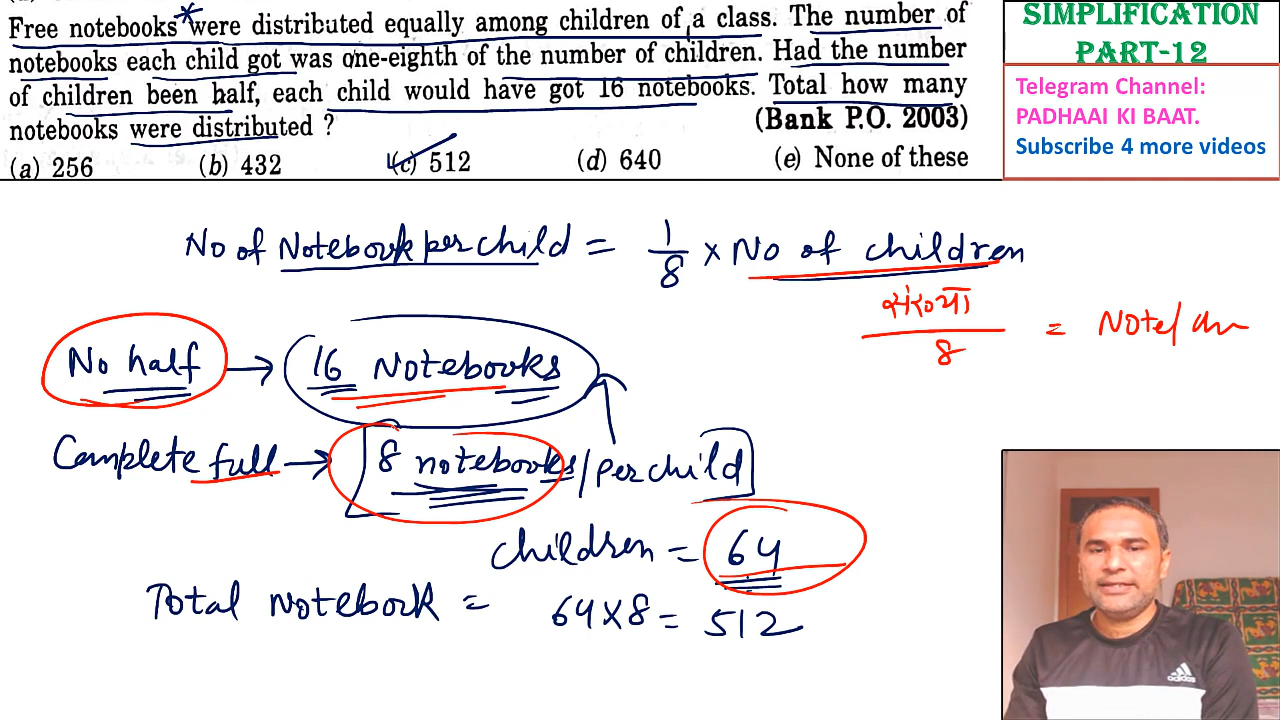 Free notebooks were distributed equally among children of a class. The number of
notebooks each child got was one-eighth of the number of children. Had the number
of children been half, each child would have got 16 notebooks. Total how many
notebooks were distributed ? (Bank P.O. 2003)
(a) 256 (b) 432 (c) 512 (d) 640 (e) None of these
SIMPLIFICATION
PART-12
Telegram Channel:
PADHAAI KI BAAT.
Subscribe 4 more videos
No of Notebook per child = 1/8 × No of children
संख्या/8 = Note/
No half → 16 Notebooks
Complete full → 8 notebooks/per child
children = 64
Total Notebook = 64×8 = 512
adidas